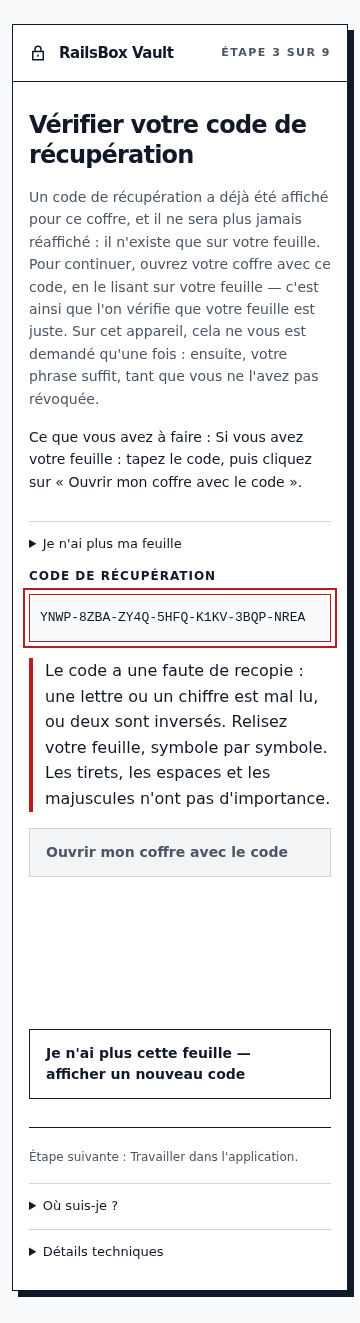 RailsBox Vault
ÉTAPE 3 SUR 9
Vérifier votre code de
récupération
Un code de récupération a déjà été affiché
pour ce coffre, et il ne sera plus jamais
réaffiché : il n'existe que sur votre feuille.
Pour continuer, ouvrez votre coffre avec ce
code, en le lisant sur votre feuille — c'est
ainsi que l'on vérifie que votre feuille est
juste. Sur cet appareil, cela ne vous est
demandé qu'une fois : ensuite, votre
phrase suffit, tant que vous ne l'avez pas
révoquée.
Ce que vous avez à faire : Si vous avez
votre feuille : tapez le code, puis cliquez
sur « Ouvrir mon coffre avec le code ».
Je n'ai plus ma feuille
CODE DE RÉCUPÉRATION
YNWP-8ZBA-ZY4Q-5HFQ-K1KV-3BQP-NREA
Le code a une faute de recopie :
une lettre ou un chiffre est mal lu,
ou deux sont inversés. Relisez
votre feuille, symbole par symbole.
Les tirets, les espaces et les
majuscules n'ont pas d'importance.
Ouvrir mon coffre avec le code
Je n'ai plus cette feuille —
afficher un nouveau code
Étape suivante : Travailler dans l'application.
Où suis-je ?
Détails techniques